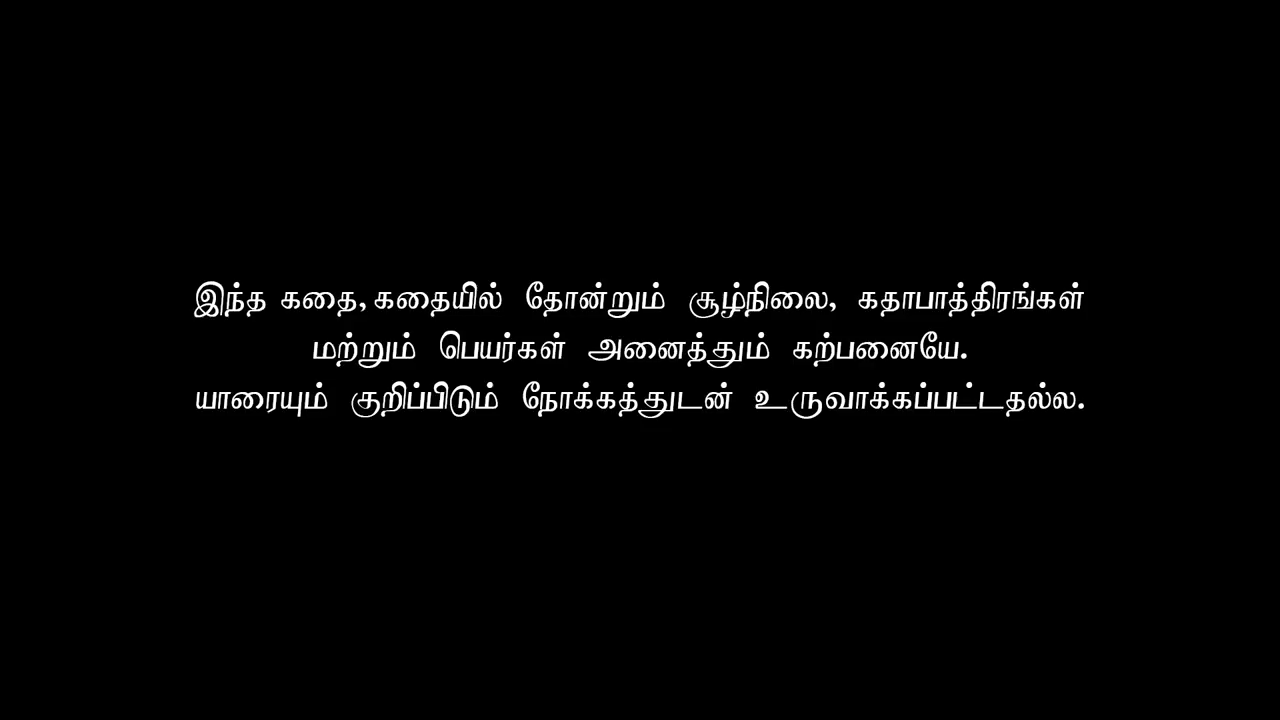 இந்த கதை, கதையில் தோன்றும் சூழ்நிலை, கதாபாத்திரங்கள்
மற்றும் பெயர்கள் அனைத்தும் கற்பனையே.
யாரையும் குறிப்பிடும் நோக்கத்துடன் உருவாக்கப்பட்டதல்ல.